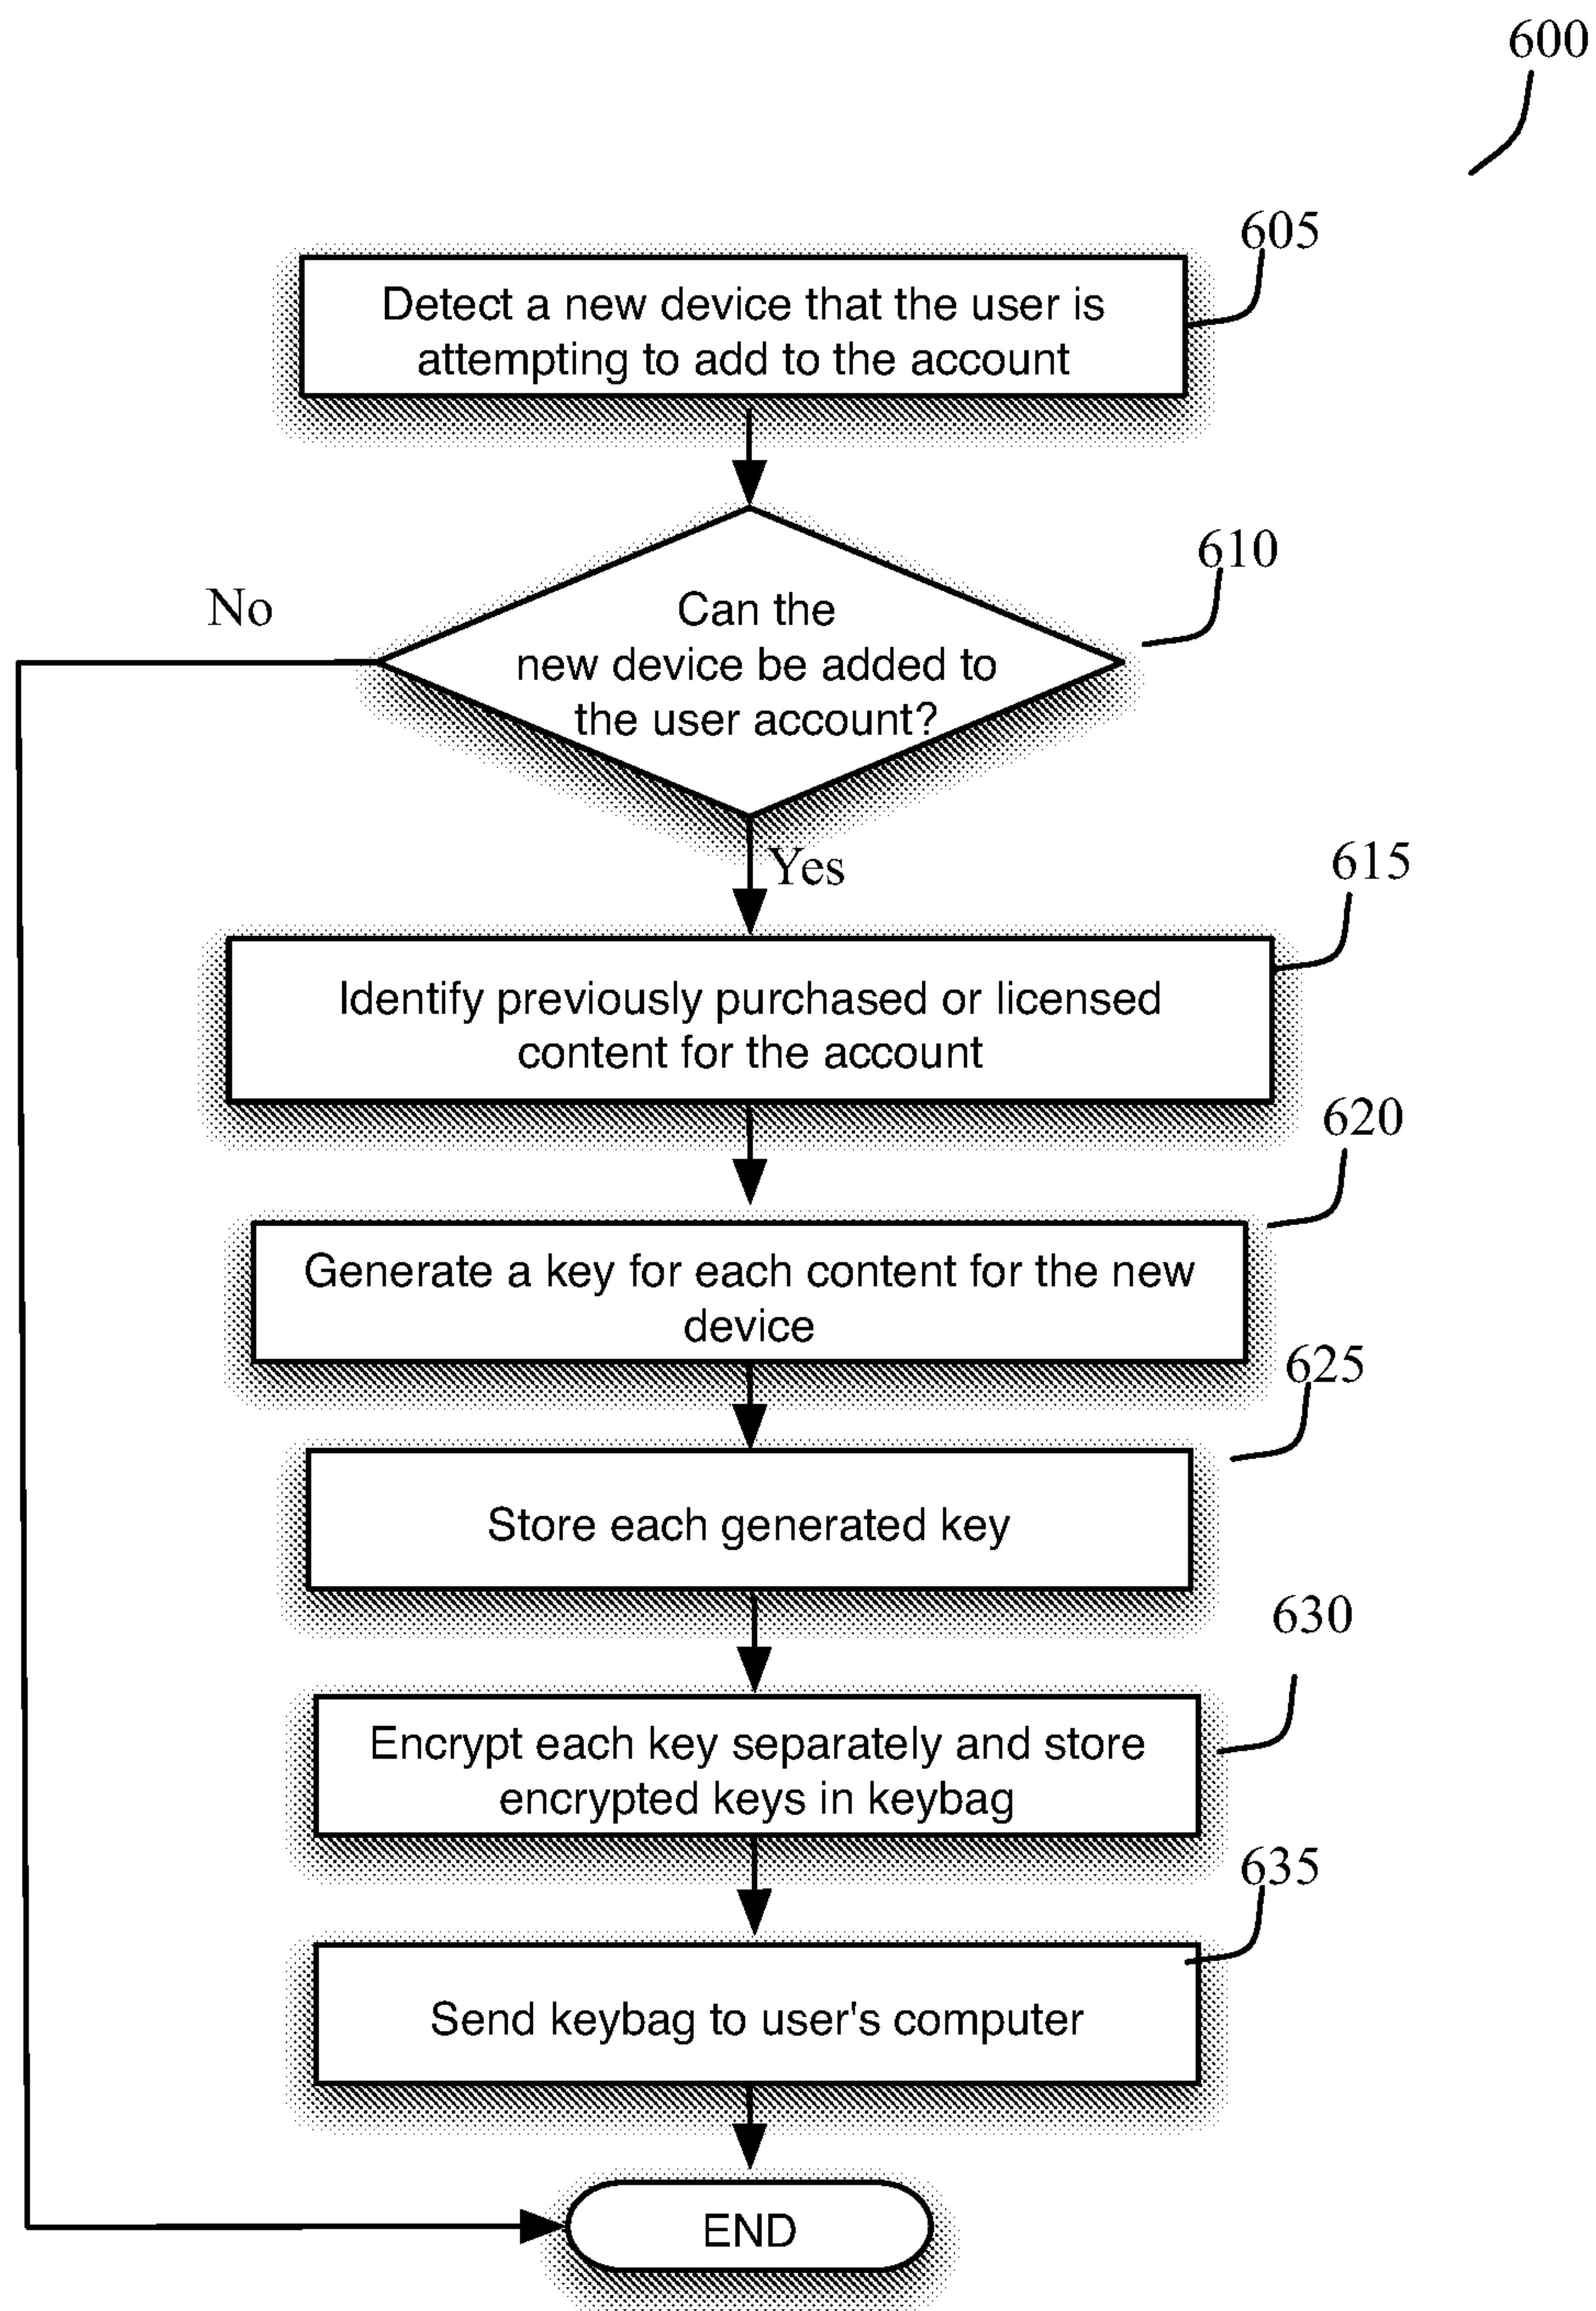 600
605
Detect a new device that the user is
attempting to add to the account
610
No
Can the
new device be added to
the user account?
Yes
615
Identify previously purchased or licensed
content for the account
620
Generate a key for each content for the new
device
625
Store each generated key
630
Encrypt each key separately and store
encrypted keys in keybag
635
Send keybag to user's computer
END